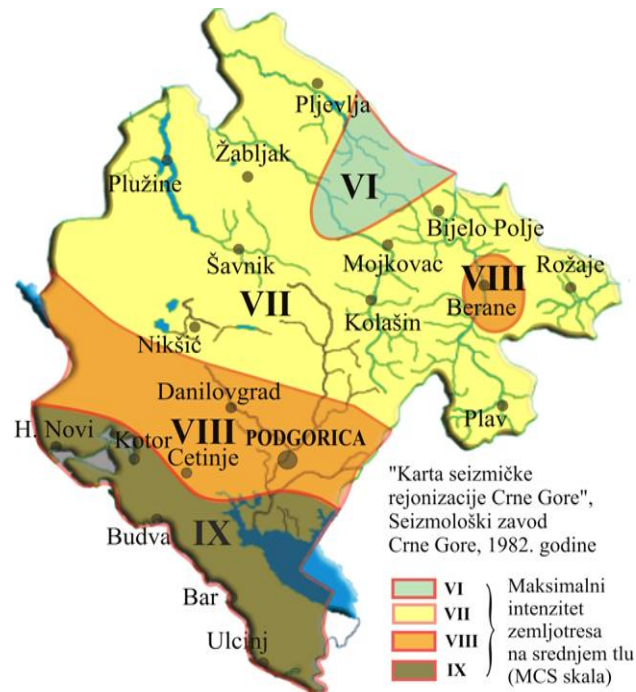 Pljevlja
Žabljak
Plužine
VI
Bijelo Polje
Šavnik
Mojkovac
VIII
Rožaje
VII
Berane
Kolašin
Nikšić
Danilovgrad
Plav
VIII
PODGORICA
H. Novi
Kotor
Cetinje
Budva
IX
Bar
Ulcinj
"Karta seizmičke
rejonizacije Crne Gore",
Seizmološki zavod
Crne Gore, 1982. godine
VI
VII
VIII
IX
Maksimalni
intenzitet
zemljotresa
na srednjem tlu
(MCS skala)